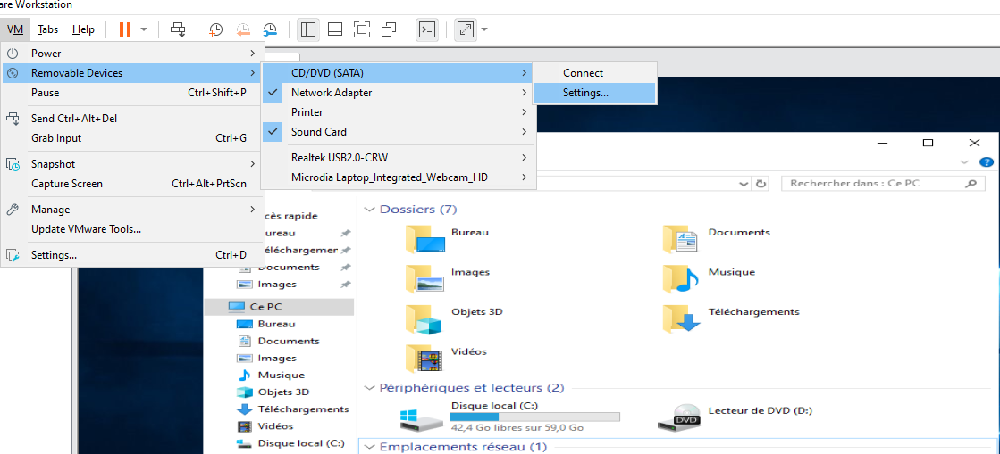 are Workstation
VM Tabs Help
Power
Removable Devices
Pause Ctrl+Shift+P
Send Ctrl+Alt+Del
Grab Input Ctrl+G
Snapshot
Capture Screen Ctrl+Alt+PrtScn
Manage
Update VMware Tools...
Settings... Ctrl+D
CD/DVD (SATA)
Network Adapter
Printer
Sound Card
Realtek USB2.0-CRW
Microdia Laptop_Integrated_Webcam_HD
Connect
Settings...
Rechercher dans : Ce PC
ccès rapide
ureau
éléchargemer
Documents
Images
Ce PC
Bureau
Documents
Images
Musique
Objets 3D
Téléchargements
Vidéos
Disque local (C:)
Dossiers (7)
Bureau
Documents
Images
Musique
Objets 3D
Téléchargements
Vidéos
Périphériques et lecteurs (2)
Disque local (C:)
42,4 Go libres sur 59,0 Go
DVD
Lecteur de DVD (D:)
Emplacements réseau (1)